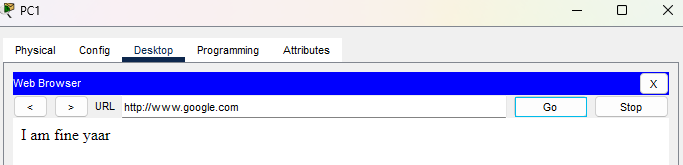 PC1
Physical Config Desktop Programming Attributes
Web Browser X
< > URL http://www.google.com Go Stop
I am fine yaar